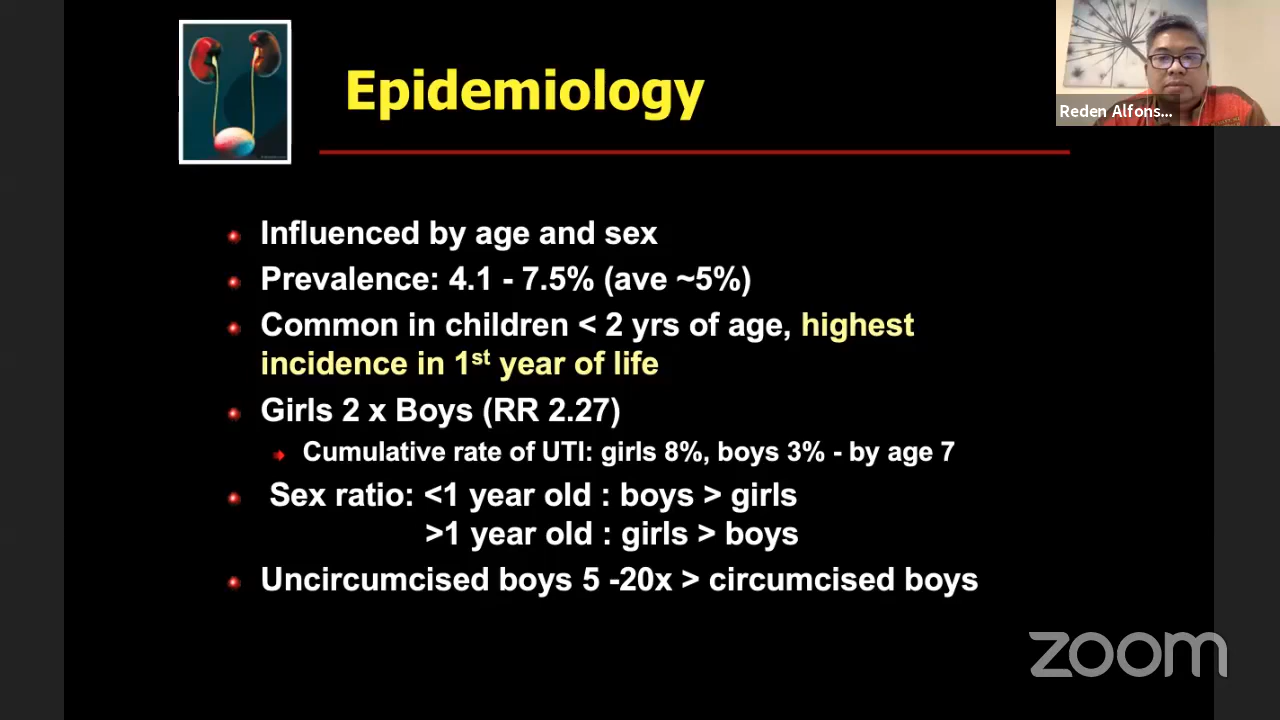 Epidemiology
Reden Alfons...
Influenced by age and sex
Prevalence: 4.1 - 7.5% (ave ~5%)
Common in children < 2 yrs of age, highest
incidence in 1st year of life
Girls 2 x Boys (RR 2.27)
Cumulative rate of UTI: girls 8%, boys 3% - by age 7
Sex ratio: <1 year old : boys > girls
>1 year old : girls > boys
Uncircumcised boys 5 -20x > circumcised boys
zoom